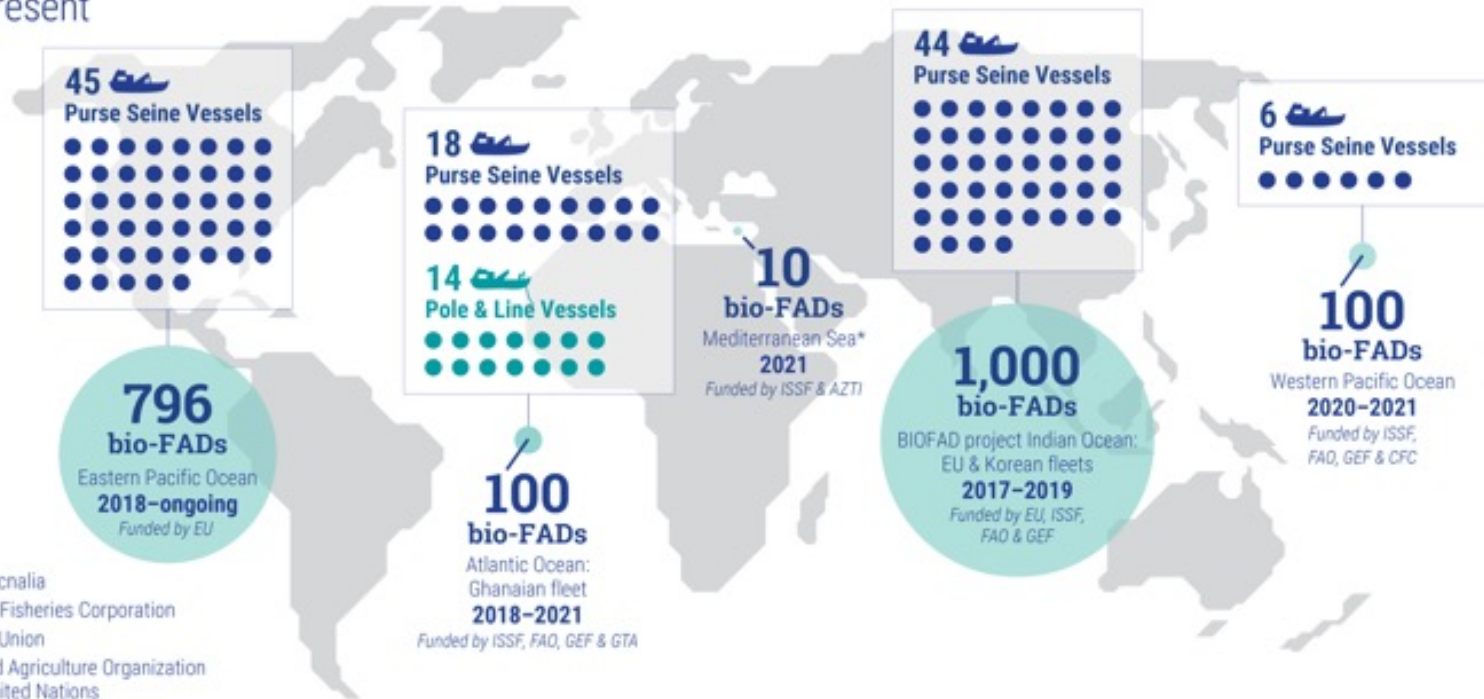 resent
45
Purse Seine Vessels
796
bio-FADs
Eastern Pacific Ocean
2018–ongoing
Funded by EU
18
Purse Seine Vessels
14
Pole & Line Vessels
100
bio-FADs
Atlantic Ocean:
Ghanaian fleet
2018–2021
Funded by ISSF, FAO, GEF & GTA
10
bio-FADs
Mediterranean Sea*
2021
Funded by ISSF & AZTI
44
Purse Seine Vessels
1,000
bio-FADs
BIOFAD project Indian Ocean:
EU & Korean fleets
2017–2019
Funded by EU, ISSF,
FAO & GEF
6
Purse Seine Vessels
100
bio-FADs
Western Pacific Ocean
2020–2021
Funded by ISSF,
FAO, GEF & CFC
cnalia
Fisheries Corporation
Union
d Agriculture Organization
ited Nations